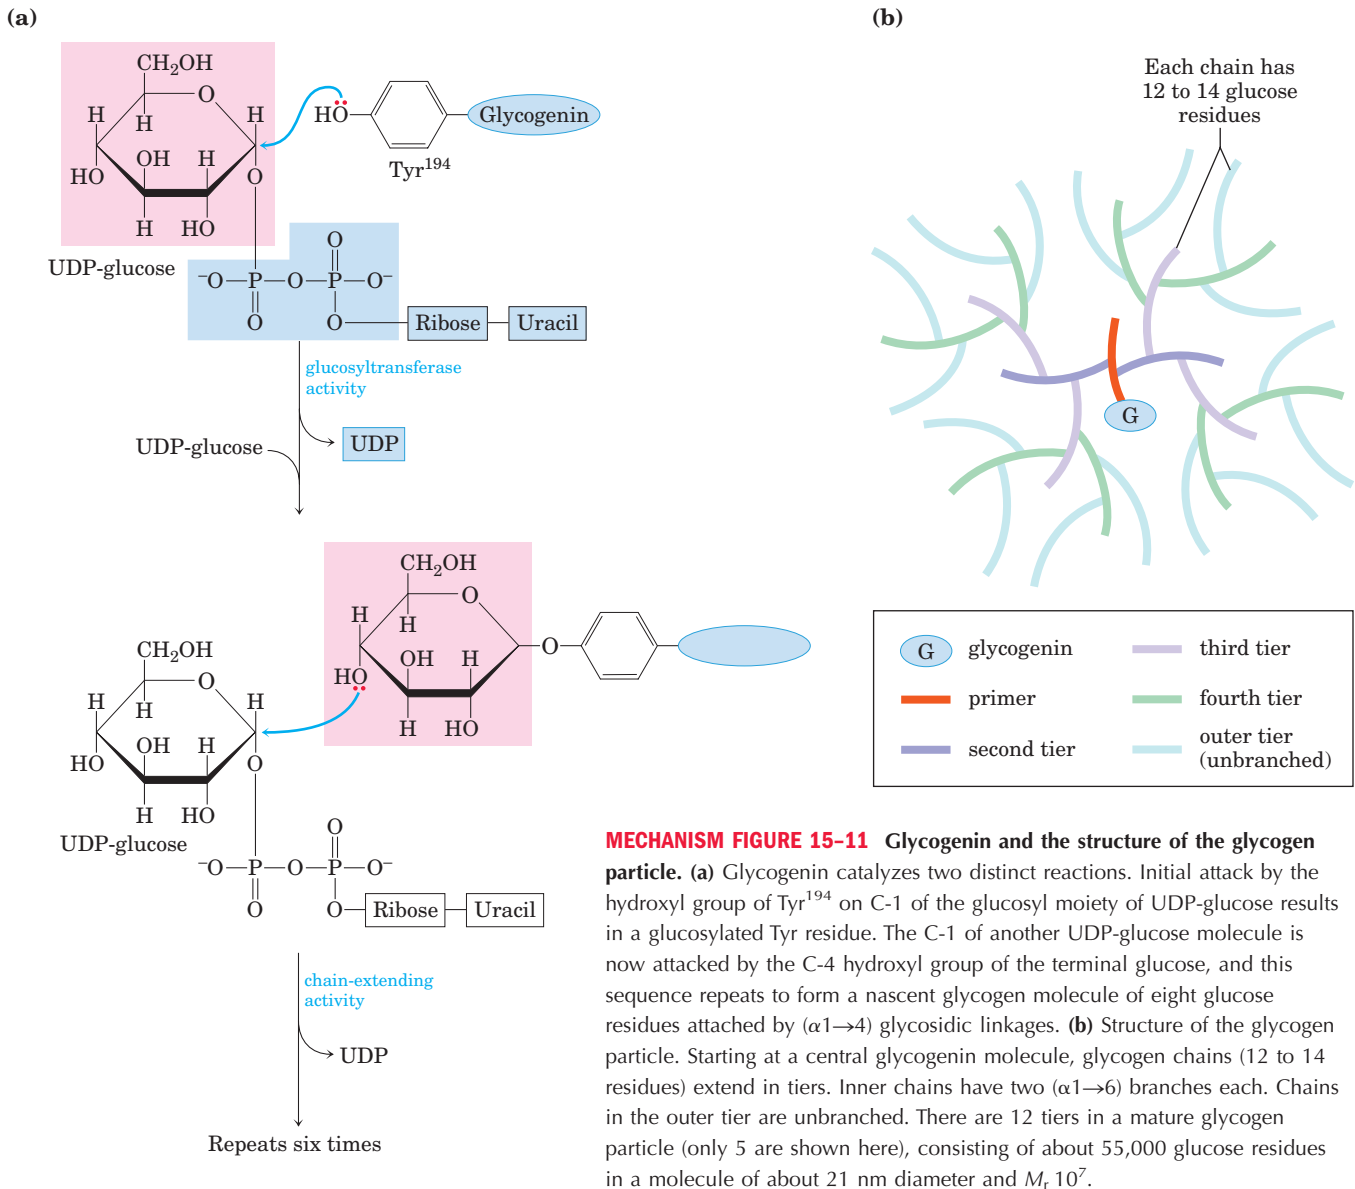 (a)
CH₂OH
O
H
H
H
OH
H
HO
O
H
HO
UDP-glucose
HO
Tyr¹⁹⁴
Glycogenin
O
⁻O—P—O—P—O⁻
O
O
Ribose
Uracil
glucosyltransferase
activity
UDP-glucose
UDP
CH₂OH
O
H
H
HO
OH
H
H
HO
O
CH₂OH
O
H
H
H
OH
H
HO
O
H
HO
UDP-glucose
O
⁻O—P—O—P—O⁻
O
O
Ribose
Uracil
chain-extending
activity
UDP
Repeats six times
(b)
Each chain has
12 to 14 glucose
residues
G
G
glycogenin
primer
second tier
third tier
fourth tier
outer tier
(unbranched)
MECHANISM FIGURE 15–11 Glycogenin and the structure of the glycogen
particle. (a) Glycogenin catalyzes two distinct reactions. Initial attack by the
hydroxyl group of Tyr¹⁹⁴ on C-1 of the glucosyl moiety of UDP-glucose results
in a glucosylated Tyr residue. The C-1 of another UDP-glucose molecule is
now attacked by the C-4 hydroxyl group of the terminal glucose, and this
sequence repeats to form a nascent glycogen molecule of eight glucose
residues attached by (α1→4) glycosidic linkages. (b) Structure of the glycogen
particle. Starting at a central glycogenin molecule, glycogen chains (12 to 14
residues) extend in tiers. Inner chains have two (α1→6) branches each. Chains
in the outer tier are unbranched. There are 12 tiers in a mature glycogen
particle (only 5 are shown here), consisting of about 55,000 glucose residues
in a molecule of about 21 nm diameter and Mᵣ 10⁷.